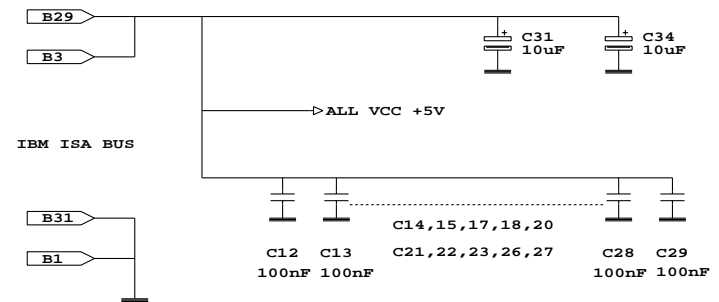 B29
C31
10uF
C34
10uF
B3
ALL VCC +5V
IBM ISA BUS
B31
C14,15,17,18,20
C21,22,23,26,27
B1
C12
100nF
C13
100nF
C28
100nF
C29
100nF
+
+